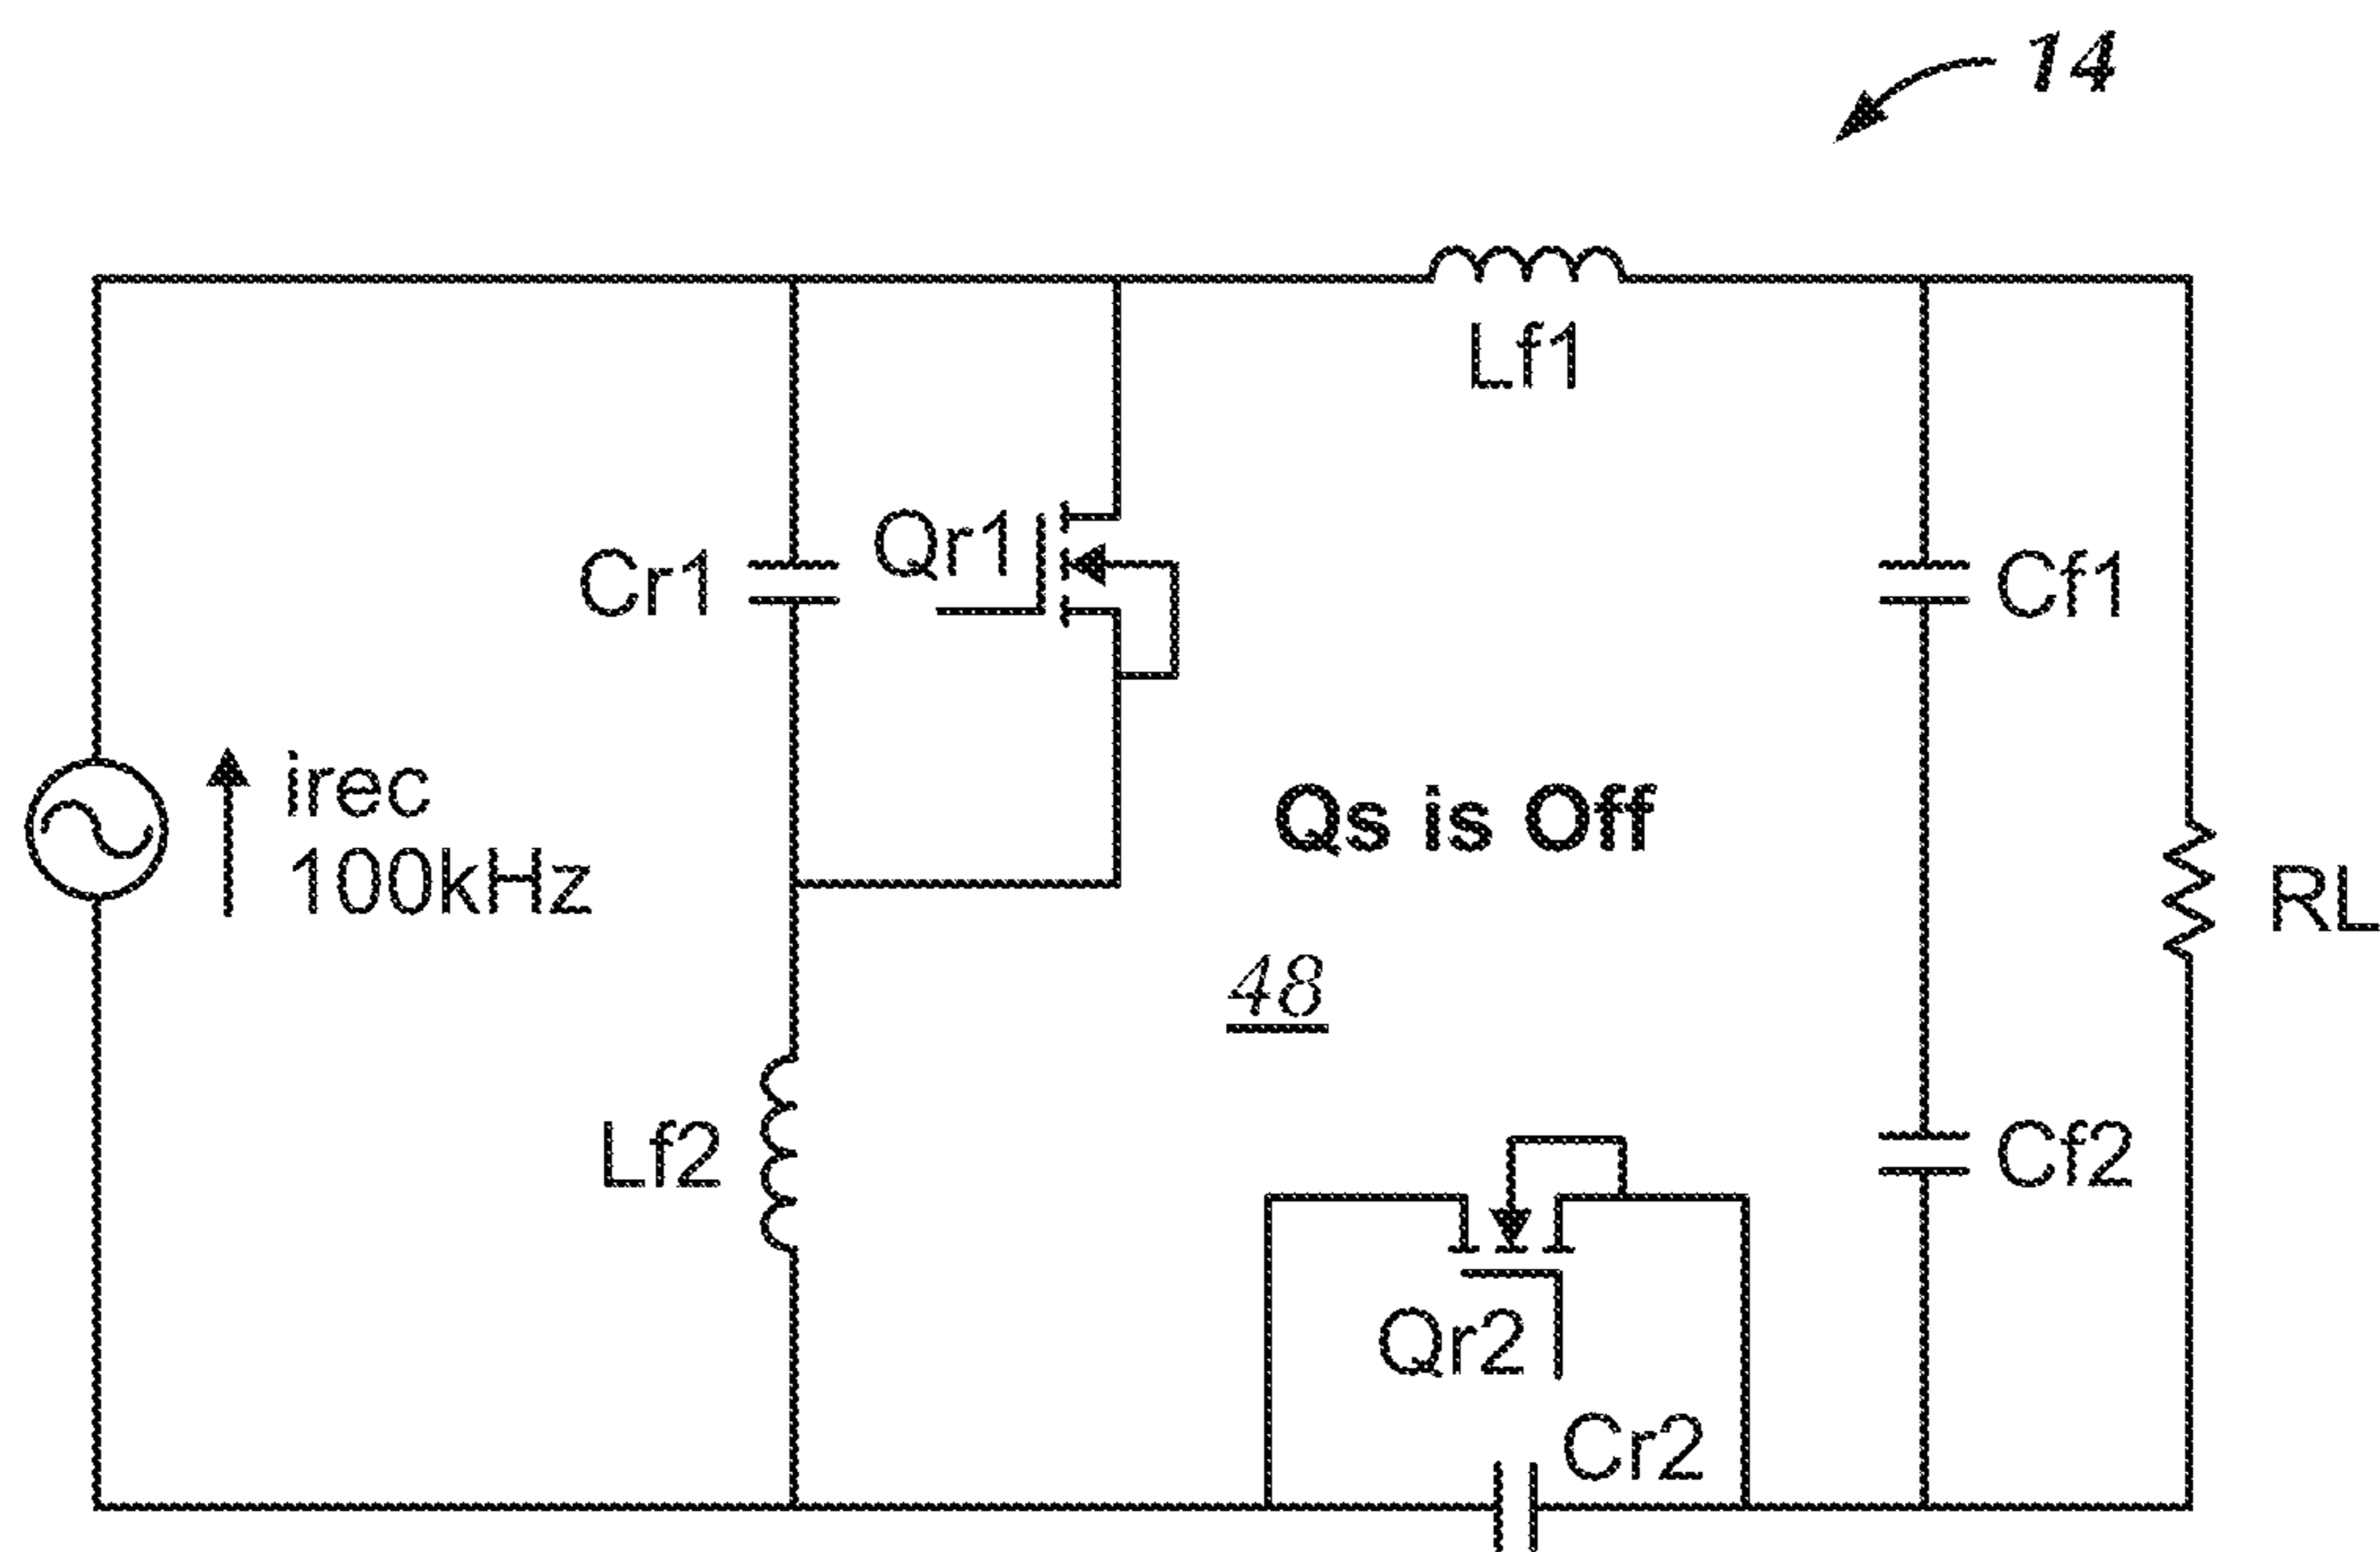 14
Lf1
Qr1
Cr1
Cf1
irec
100kHz
Qs is Off
RL
48
Lf2
Cf2
Qr2
Cr2